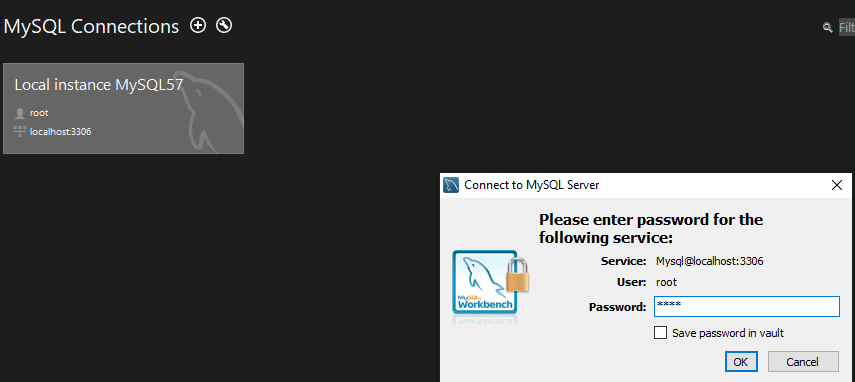 MySQL Connections
Filt
Local instance MySQL57
root
localhost:3306
Connect to MySQL Server
Please enter password for the
following service:
Service: Mysql@localhost:3306
User: root
Password: ****
MySQL
Workbench
Save password in vault
OK Cancel